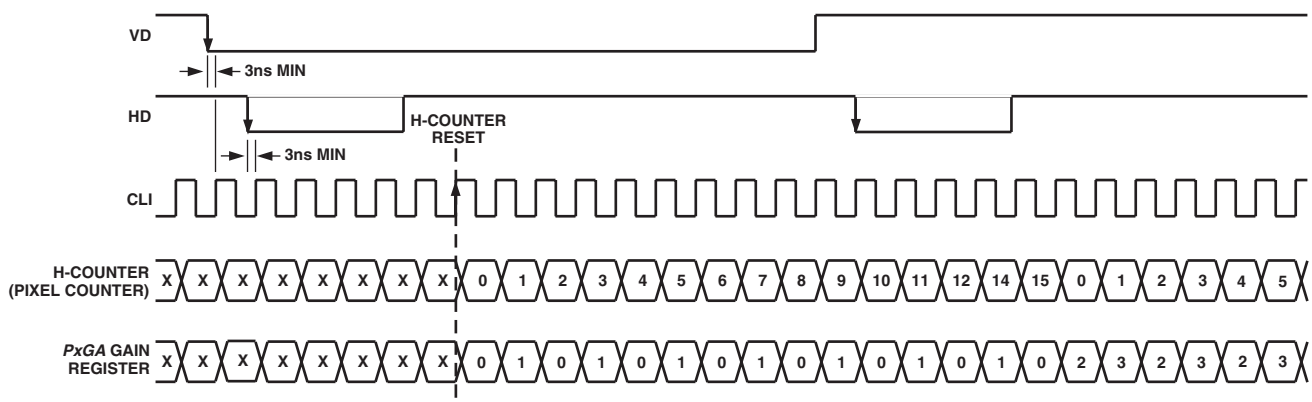 VD
3ns MIN
HD
H-COUNTER
RESET
3ns MIN
CLI
H-COUNTER
(PIXEL COUNTER)
X X X X X X X X 0 1 2 3 4 5 6 7 8 9 10 11 12 14 15 0 1 2 3 4 5
PxGA GAIN
REGISTER
X X X X X X X X 0 1 0 1 0 1 0 1 0 1 0 1 0 1 0 2 3 2 3 2 3